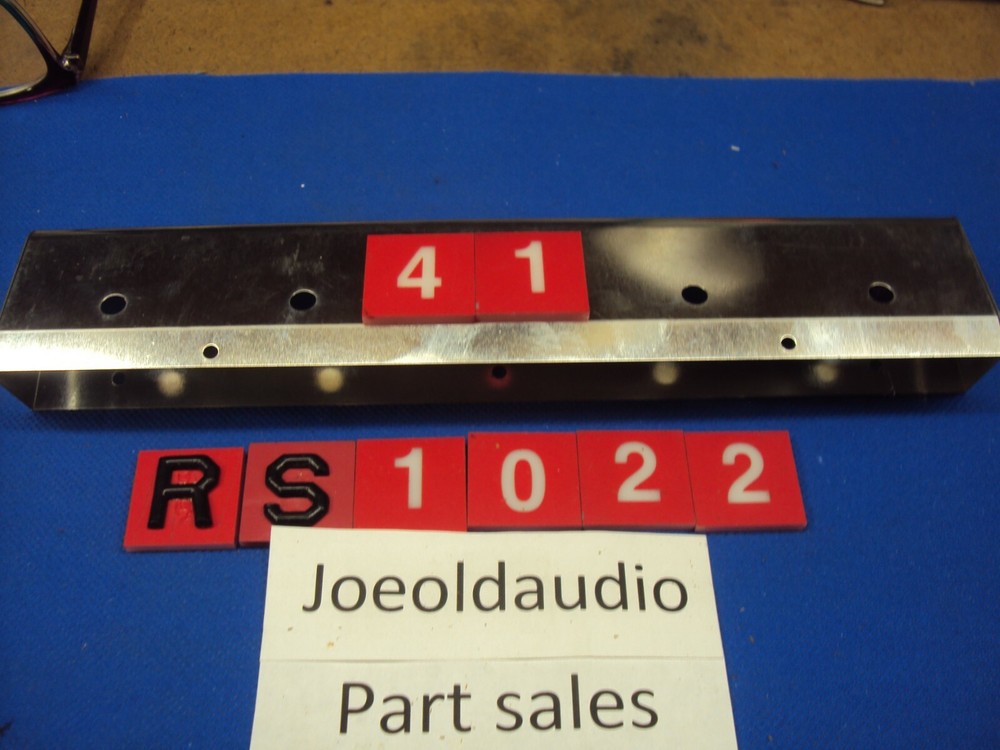 41
RS1022
Joeoldaudio
Part sales